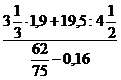 3 1/3 · 1,9 + 19,5 : 4 1/2
62/75 − 0,16